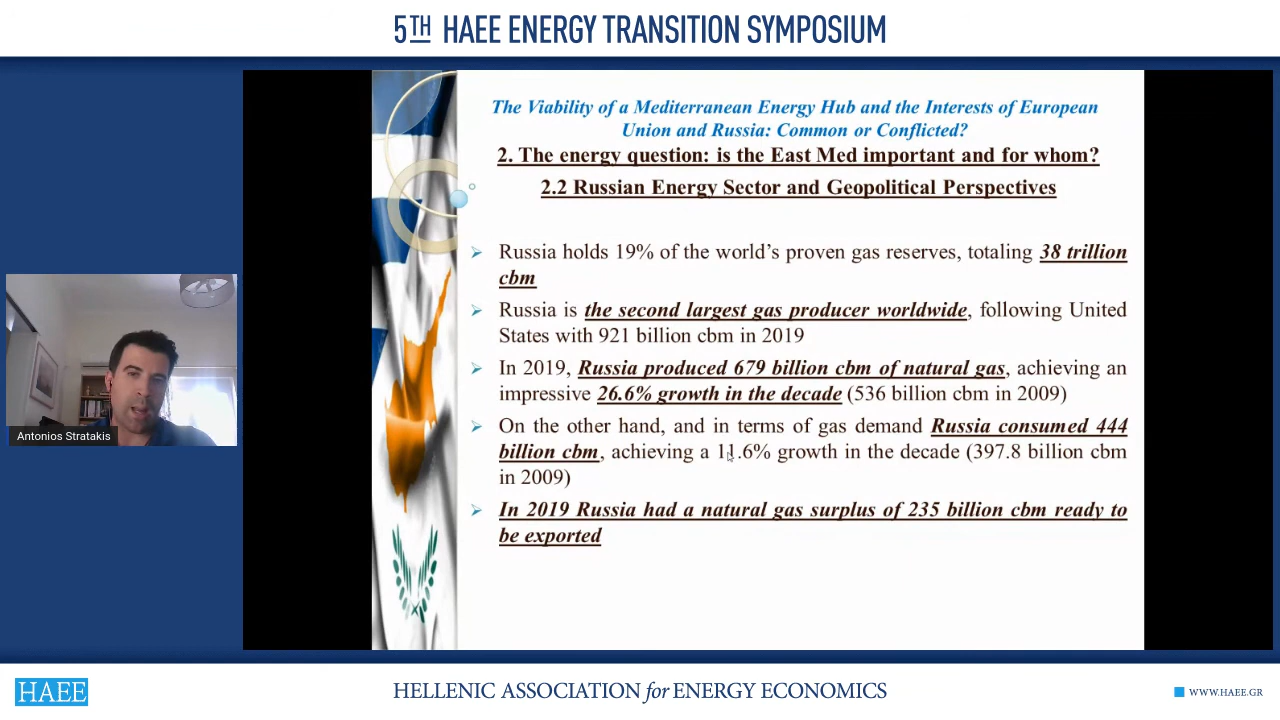 5TH HAEE ENERGY TRANSITION SYMPOSIUM
The Viability of a Mediterranean Energy Hub and the Interests of European
Union and Russia: Common or Conflicted?
2. The energy question: is the East Med important and for whom?
2.2 Russian Energy Sector and Geopolitical Perspectives
Russia holds 19% of the world's proven gas reserves, totaling 38 trillion
cbm
Russia is the second largest gas producer worldwide, following United
States with 921 billion cbm in 2019
In 2019, Russia produced 679 billion cbm of natural gas, achieving an
impressive 26.6% growth in the decade (536 billion cbm in 2009)
On the other hand, and in terms of gas demand Russia consumed 444
billion cbm, achieving a 11.6% growth in the decade (397.8 billion cbm
in 2009)
In 2019 Russia had a natural gas surplus of 235 billion cbm ready to
be exported
Antonios Stratakis
HAEE
HELLENIC ASSOCIATION for ENERGY ECONOMICS
WWW.HAEE.GR